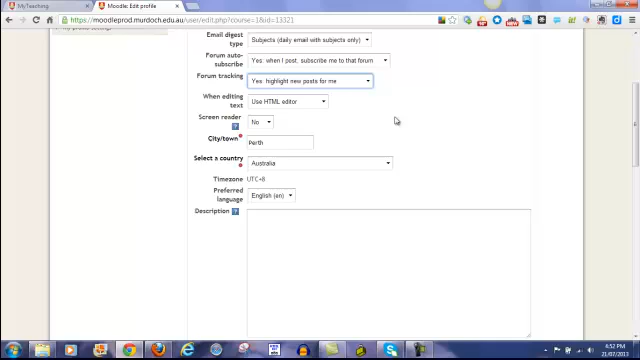 MyTeaching
Moodle: Edit profile
https://moodleprod.murdoch.edu.au/user/edit.php?course=1&id=13321
Email digest type
Subjects (daily email with subjects only)
Forum auto-subscribe
Yes: when I post, subscribe me to that forum
Forum tracking
Yes: highlight new posts for me
When editing text
Use HTML editor
Screen reader
No
City/town
Perth
Select a country
Australia
Timezone
UTC+8
Preferred language
English (en)
Description
4:52 PM
21/07/2013